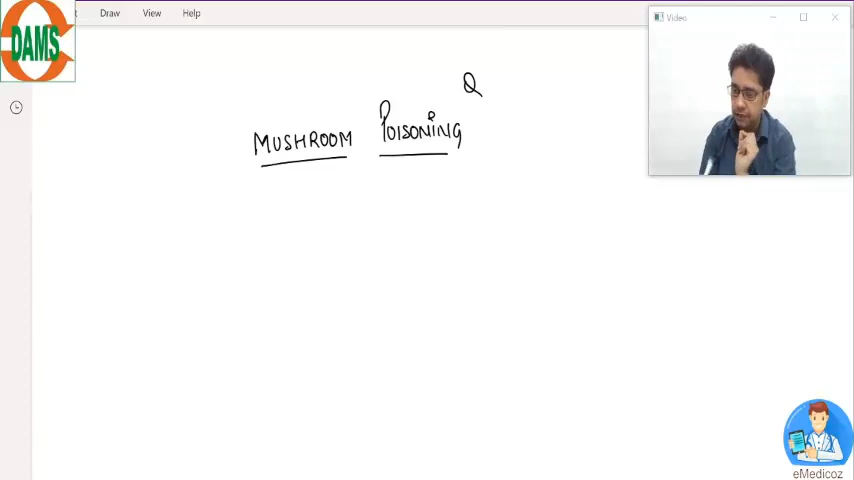 Draw View Help
Video
DAMS
Q
MUSHROOM POISONING
eMedicoz